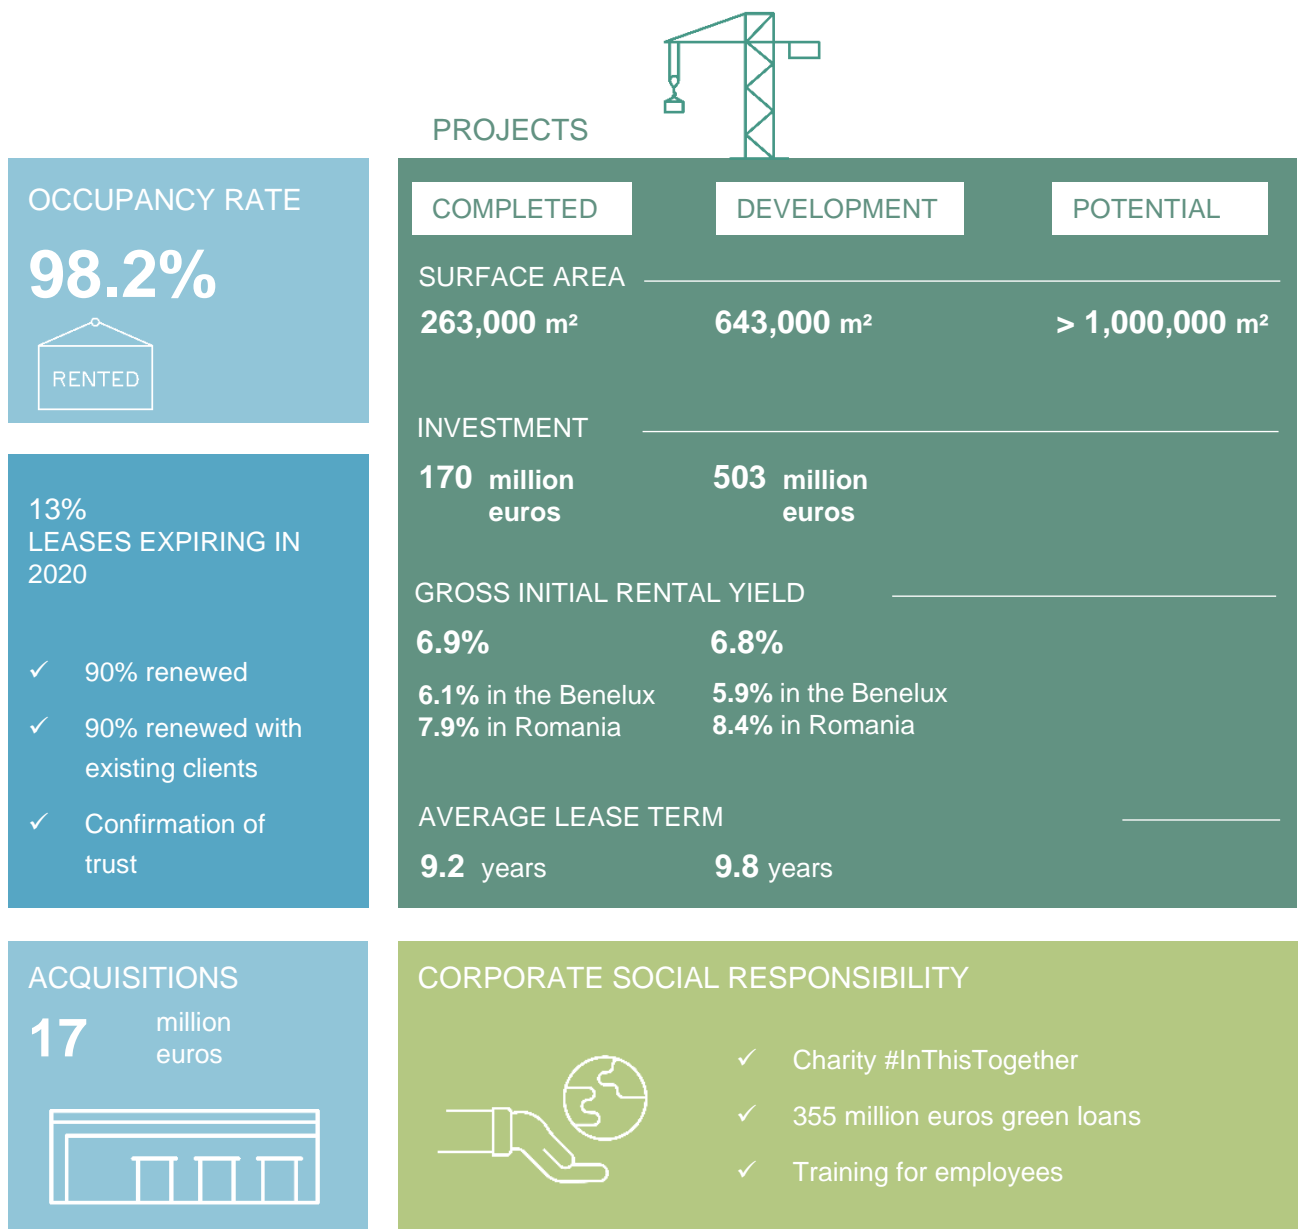 PROJECTS
OCCUPANCY RATE
98.2%
RENTED
13%
LEASES EXPIRING IN
2020
✓ 90% renewed
✓ 90% renewed with
existing clients
✓ Confirmation of
trust
COMPLETED DEVELOPMENT POTENTIAL
SURFACE AREA
263,000 m² 643,000 m² > 1,000,000 m²
INVESTMENT
170 million 503 million
euros euros
GROSS INITIAL RENTAL YIELD
6.9% 6.8%
6.1% in the Benelux 5.9% in the Benelux
7.9% in Romania 8.4% in Romania
AVERAGE LEASE TERM
9.2 years 9.8 years
ACQUISITIONS
17 million
euros
CORPORATE SOCIAL RESPONSIBILITY
✓ Charity #InThisTogether
✓ 355 million euros green loans
✓ Training for employees